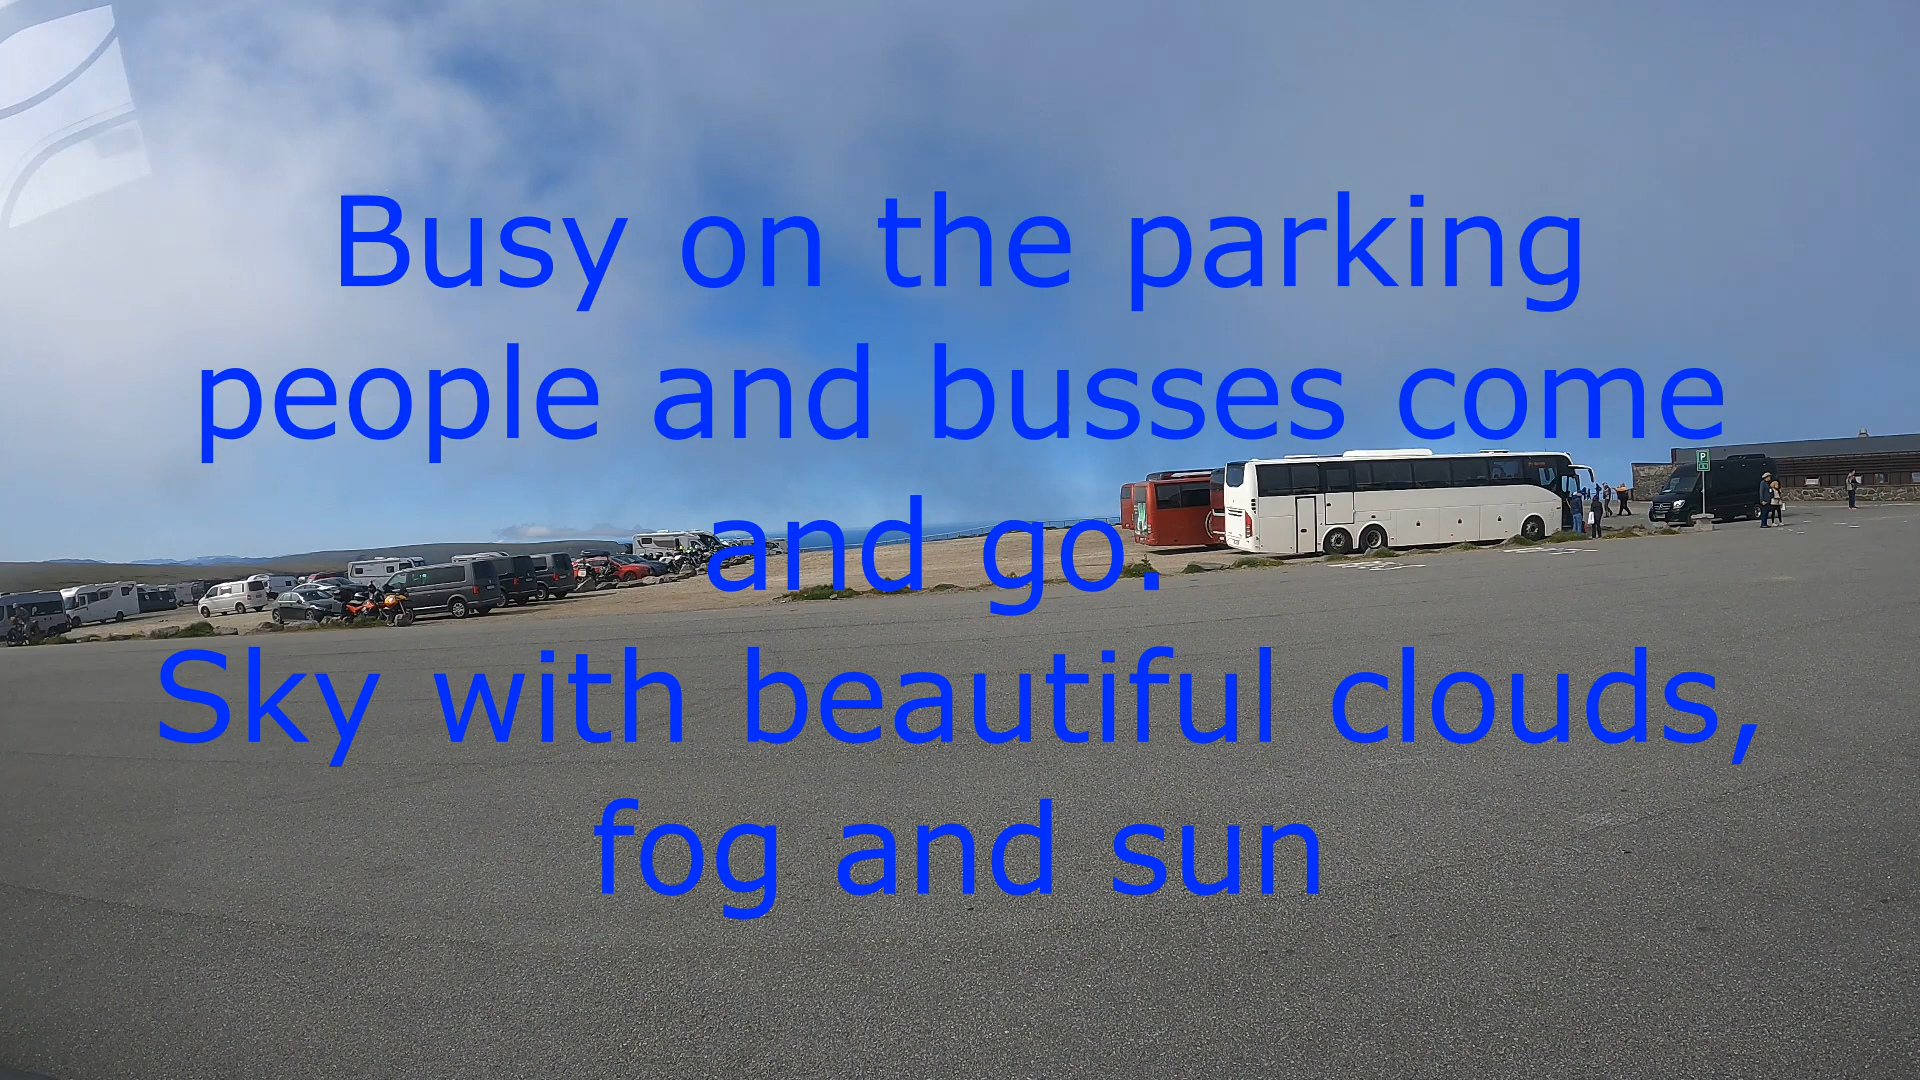 Busy on the parking
people and busses come
and go.
Sky with beautiful clouds,
fog and sun
P